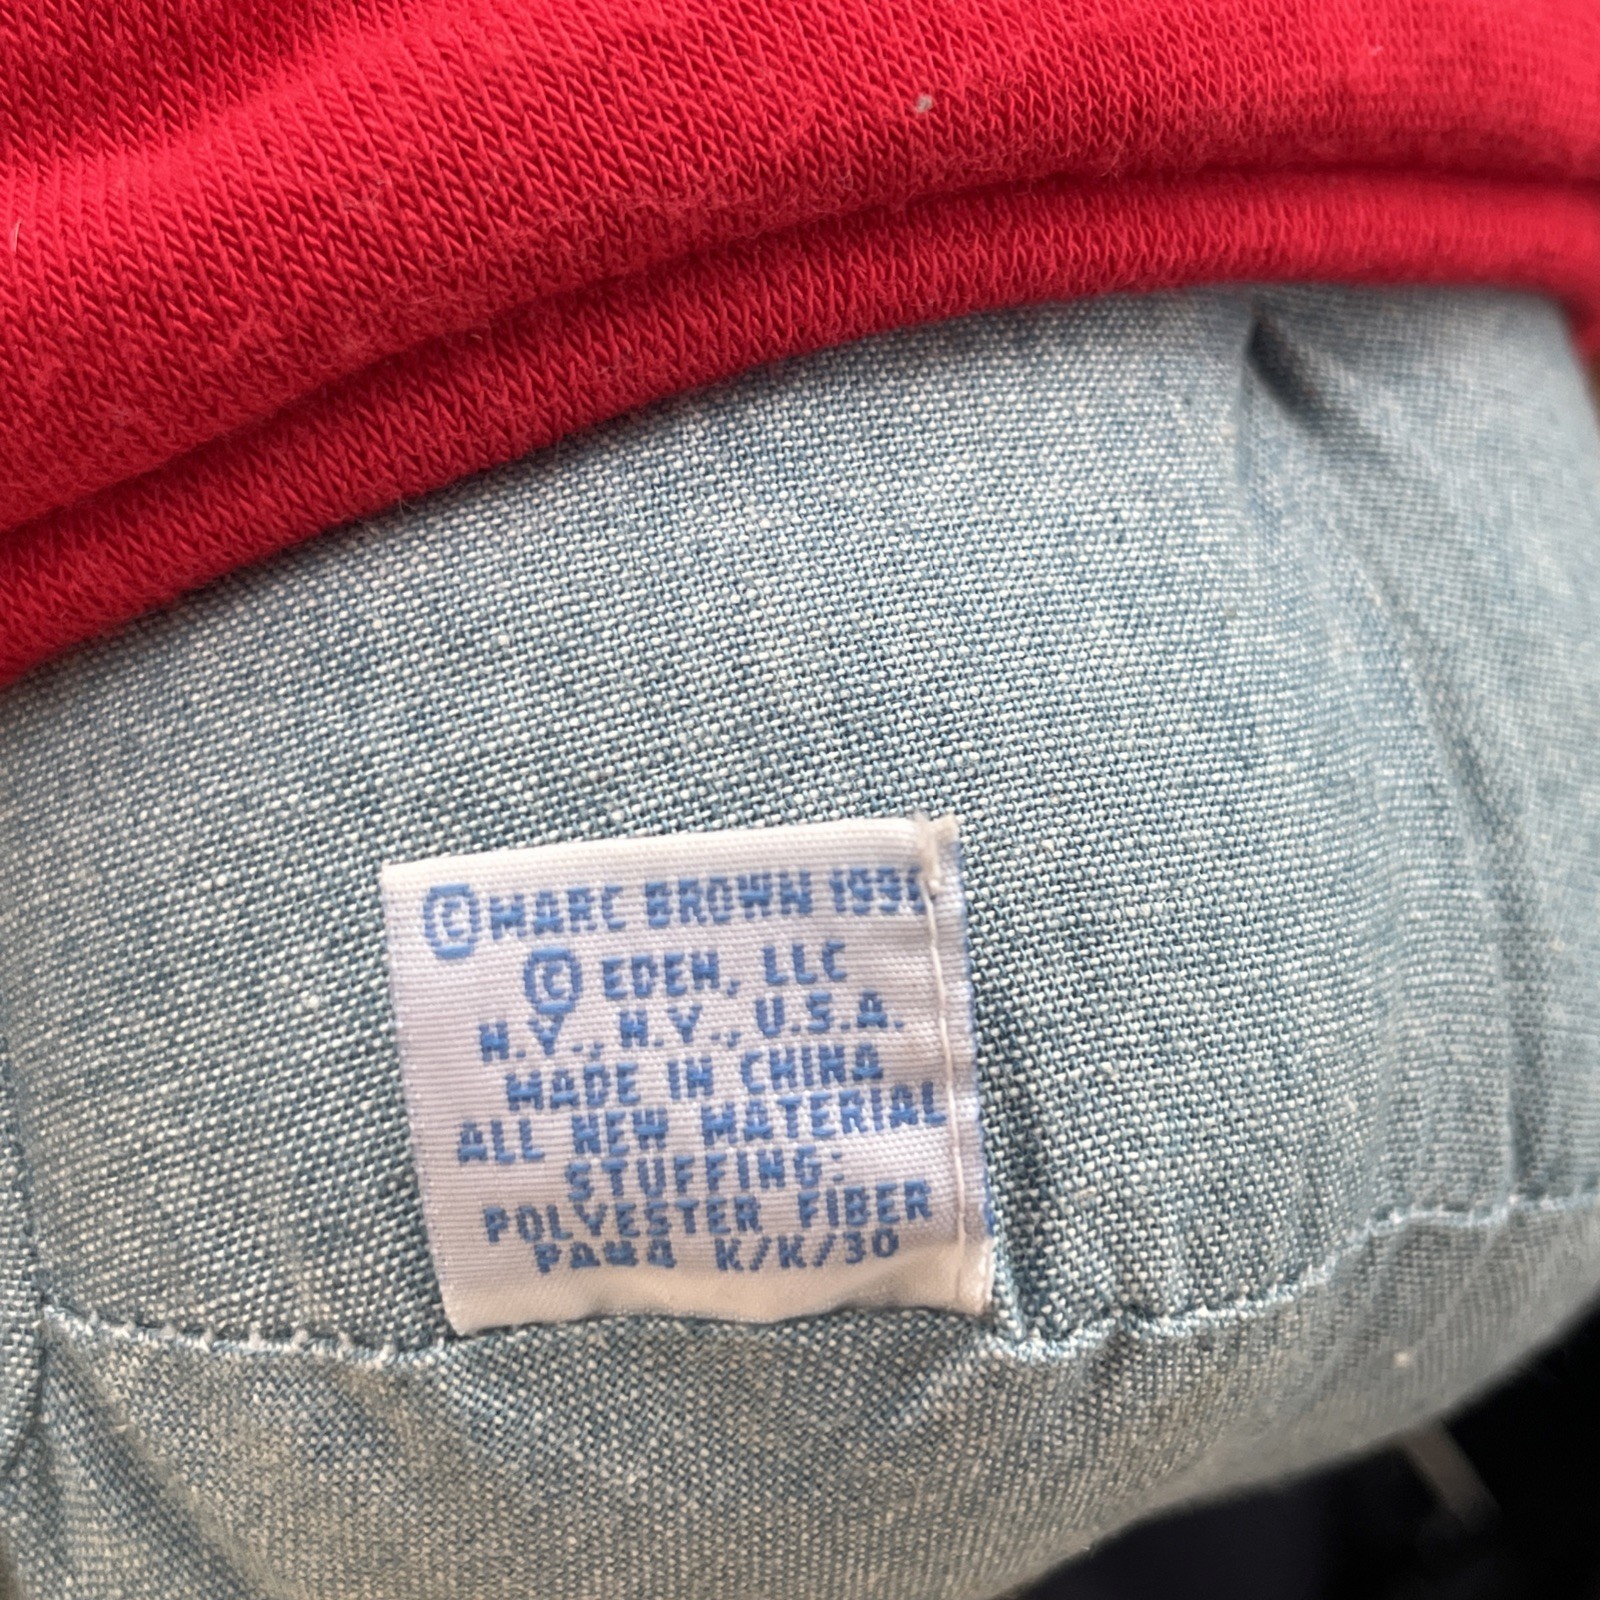 © MARC BROWN
© EDEN, LLC
N.Y., N.Y., U.S.A.
MADE IN CHINA
ALL NEW MATERIAL
STUFFING:
POLYESTER FIBER
K/K/30